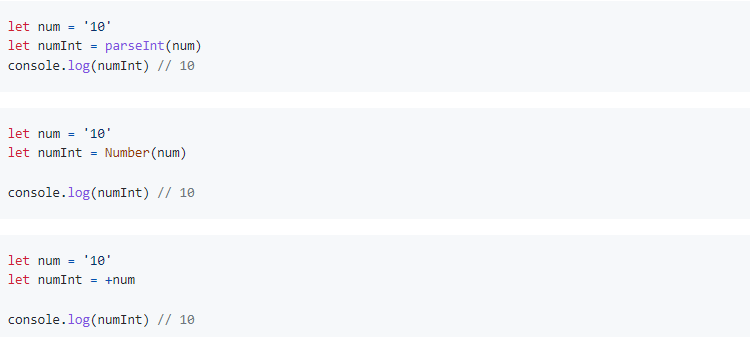 let num = '10'
let numInt = parseInt(num)
console.log(numInt) // 10
let num = '10'
let numInt = Number(num)
console.log(numInt) // 10
let num = '10'
let numInt = +num
console.log(numInt) // 10